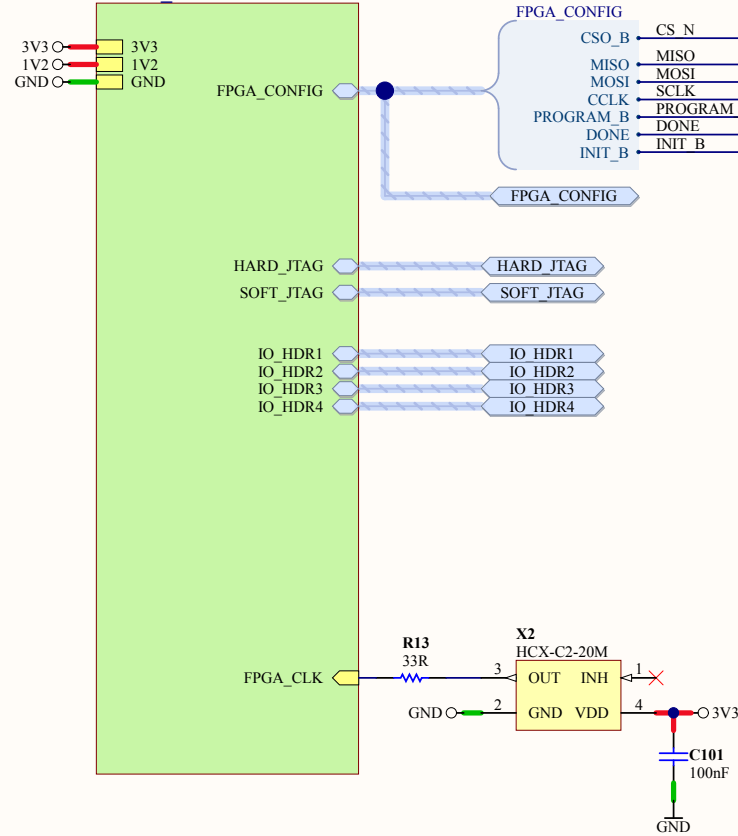 FPGA_CONFIG
CSO_B CS_N
MISO MISO
MOSI MOSI
CCLK SCLK
PROGRAM_B PROGRAM
DONE DONE
INIT_B INIT_B
3V3 3V3
1V2 1V2
GND GND
FPGA_CONFIG
FPGA_CONFIG
HARD_JTAG HARD_JTAG
SOFT_JTAG SOFT_JTAG
IO_HDR1 IO_HDR1
IO_HDR2 IO_HDR2
IO_HDR3 IO_HDR3
IO_HDR4 IO_HDR4
X2
HCX-C2-20M
R13
33R
FPGA_CLK 3 OUT INH 1
GND 2 GND VDD 4 3V3
C101
100nF
GND